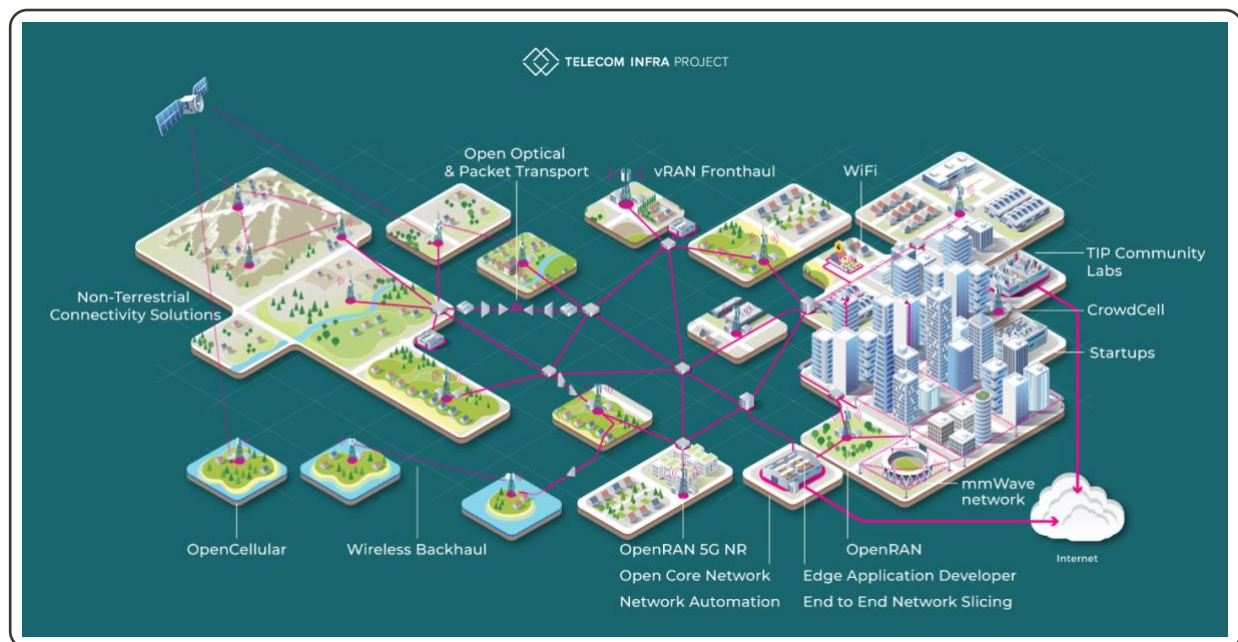 TELECOM INFRA PROJECT
Open Optical
& Packet Transport
vRAN Fronthaul
WiFi
TIP Community
Labs
Non-Terrestrial
Connectivity Solutions
CrowdCell
Startups
mmWave
network
OpenCellular
Wireless Backhaul
OpenRAN 5G NR
Open Core Network
Network Automation
OpenRAN
Edge Application Developer
End to End Network Slicing
Internet